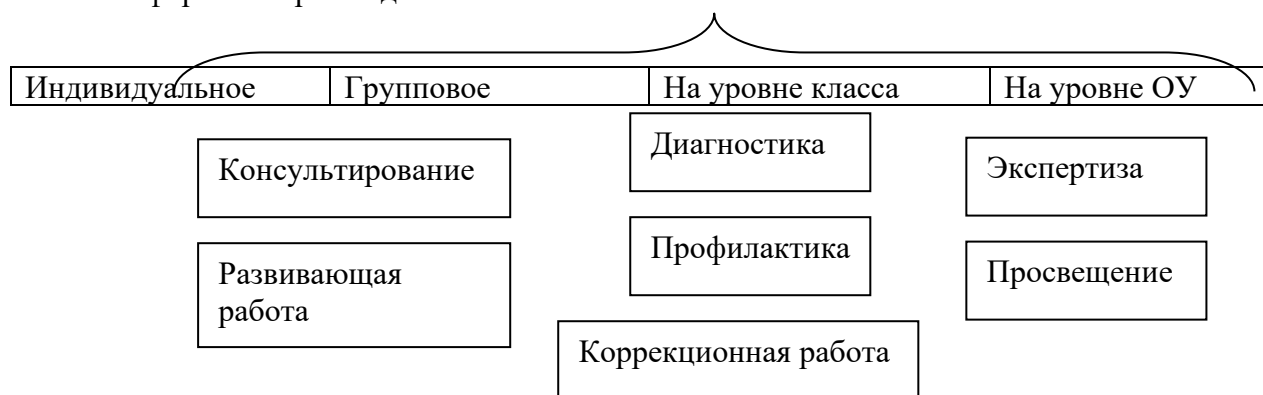 Индивидуальное Групповое На уровне класса На уровне ОУ
Консультирование
Диагностика
Экспертиза
Развивающая
работа
Профилактика
Просвещение
Коррекционная работа